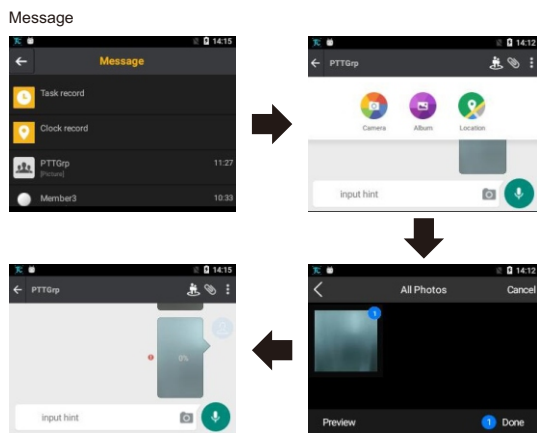 Message
14:15
Message
Task record
Clock record
PTTGrp
11:27
[Picture]
Member3
10:33
14:12
PTTGrp
Camera
Album
Location
input hint
14:15
PTTGrp
0%
input hint
14:12
All Photos
Cancel
1
Preview
1
Done